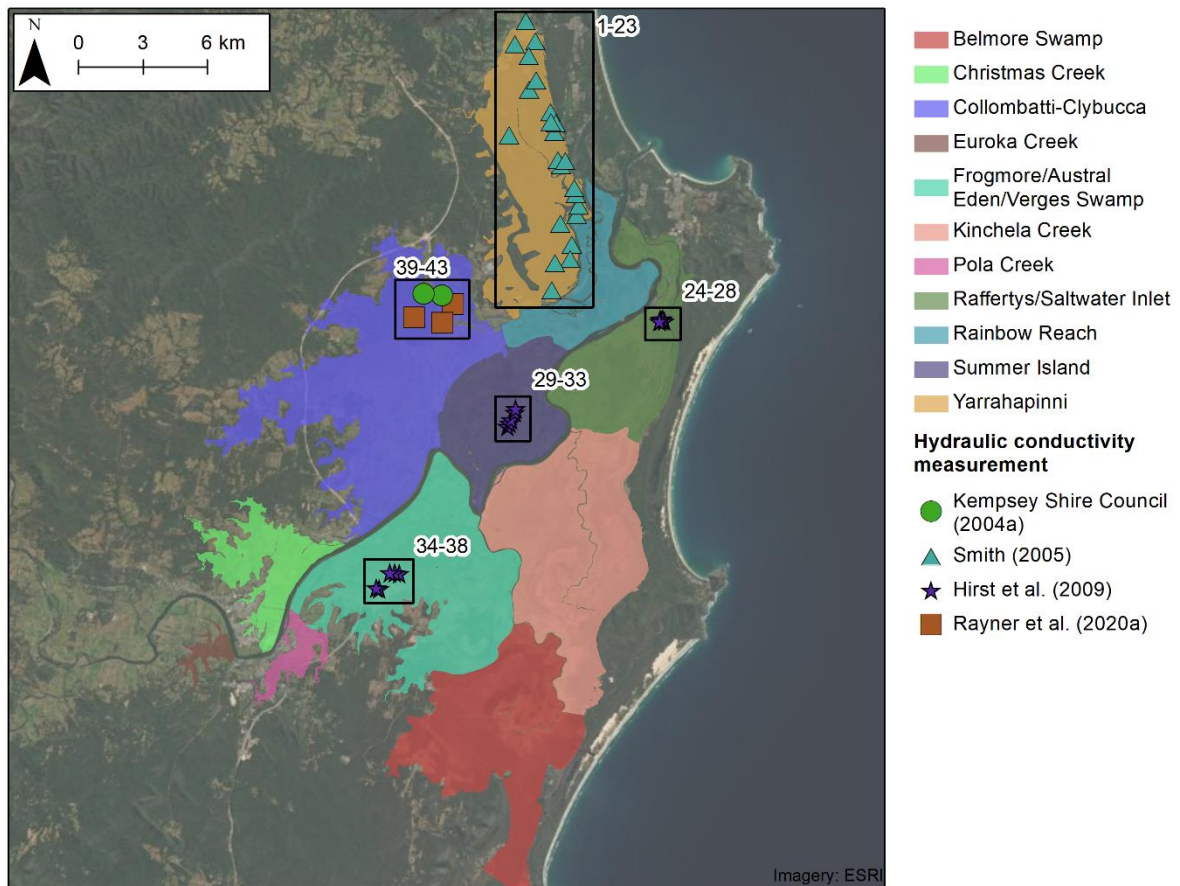 N
0 3 6 km
1-23
39-43
24-28
29-33
34-38
Imagery: ESRI
Belmore Swamp
Christmas Creek
Collombatti-Clybucca
Euroka Creek
Frogmore/Austral
Eden/Verges Swamp
Kinchela Creek
Pola Creek
Raffertys/Saltwater Inlet
Rainbow Reach
Summer Island
Yarrahapinni
Hydraulic conductivity
measurement
Kempsey Shire Council
(2004a)
Smith (2005)
Hirst et al. (2009)
Rayner et al. (2020a)